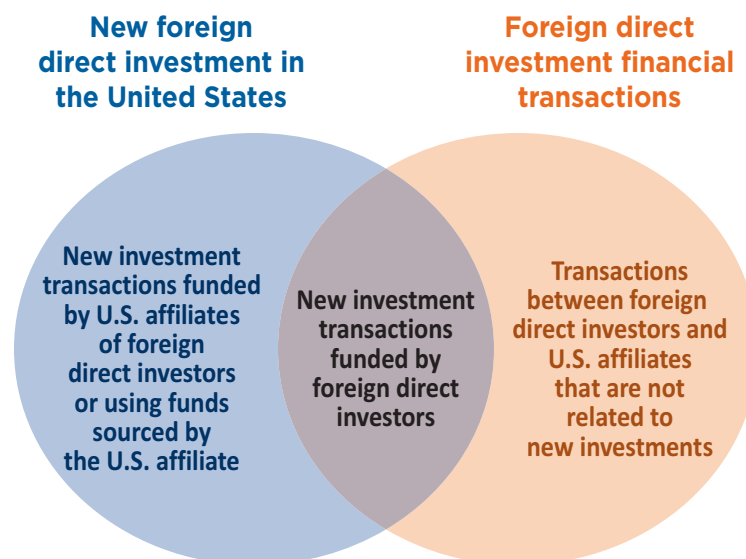 New foreign
direct investment in
the United States
Foreign direct
investment financial
transactions
New investment
transactions funded
by U.S. affiliates
of foreign
direct investors
or using funds
sourced by
the U.S. affiliate
New investment
transactions
funded by
foreign direct
investors
Transactions
between foreign
direct investors and
U.S. affiliates
that are not
related to
new investments